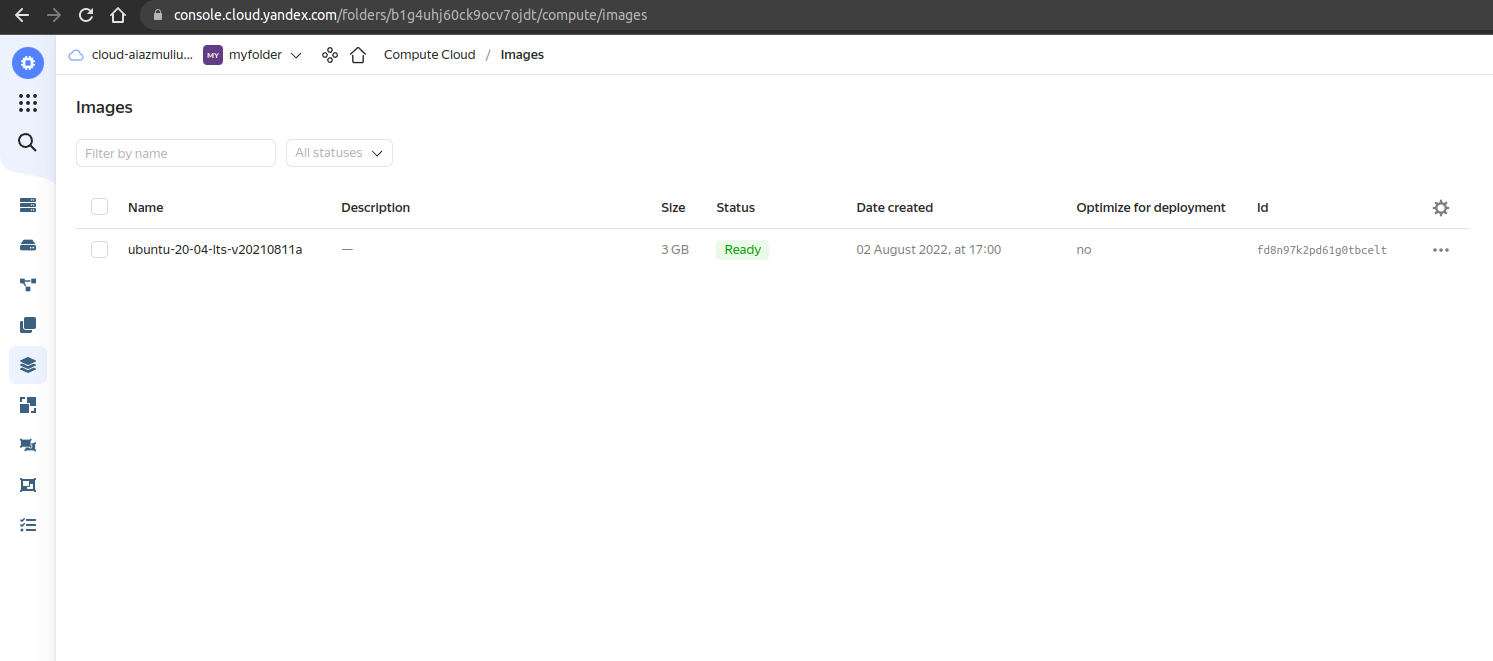 console.cloud.yandex.com/folders/b1g4uhj60ck9ocv7ojdt/compute/images
cloud-aiazmuliu... MY myfolder Compute Cloud / Images
Images
Filter by name All statuses
Name Description Size Status Date created Optimize for deployment Id
ubuntu-20-04-lts-v20210811a — 3 GB Ready 02 August 2022, at 17:00 no fd8n97k2pd61g0tbcelt